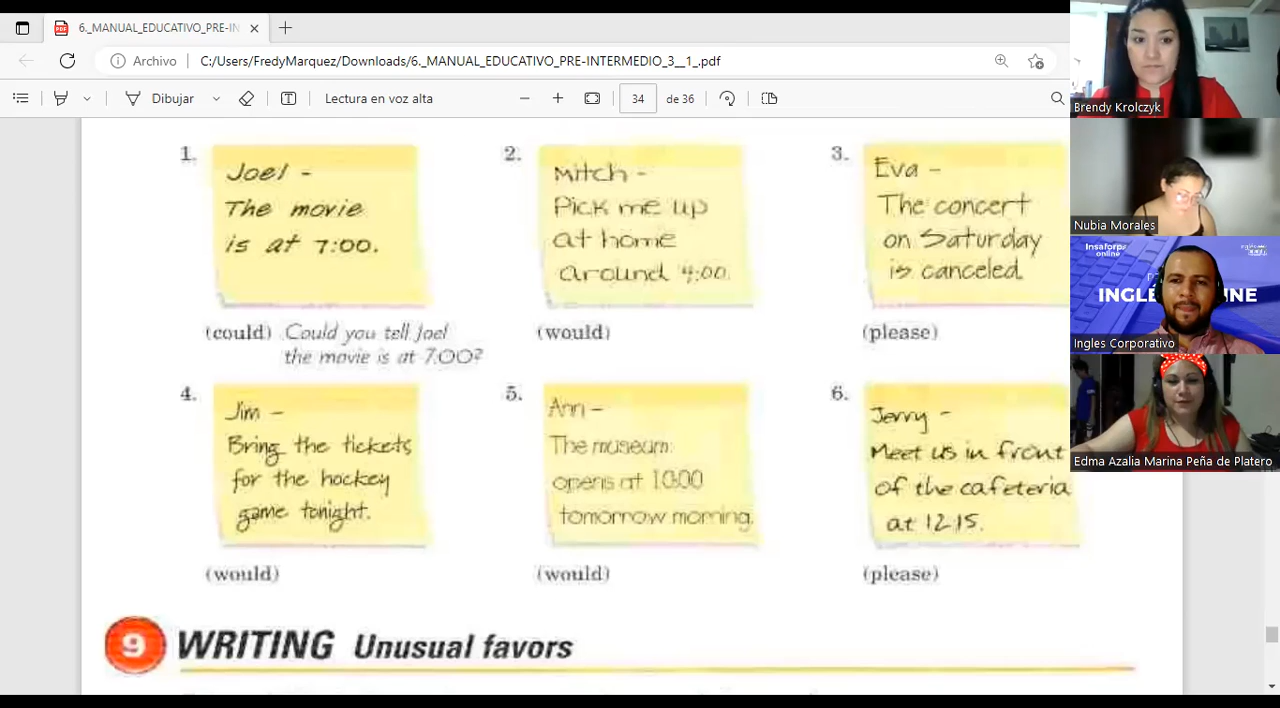 6._MANUAL_EDUCATIVO_PRE-IN
Archivo
C:/Users/FredyMarquez/Downloads/6._MANUAL_EDUCATIVO_PRE-INTERMEDIO_3__1_.pdf
Dibujar
Lectura en voz alta
34
de 36
1.
Joel -
The movie
is at 7:00.
(could) Could you tell Joel
the movie is at 7:00?
2.
Mitch -
Pick me up
at home
around 4:00.
(would)
3.
Eva -
The concert
on Saturday
is canceled.
(please)
4.
Jim -
Bring the tickets
for the hockey
game tonight.
(would)
5.
Ann -
The museum
opens at 10:00
tomorrow morning.
(would)
6.
Jerry -
Meet us in front
of the cafeteria
at 12:15.
(please)
9 WRITING Unusual favors
Brendy Krolczyk
Nubia Morales
Insaforp
online
INGLÉ
INE
Ingles Corporativo
Edma Azalia Marina Peña de Platero